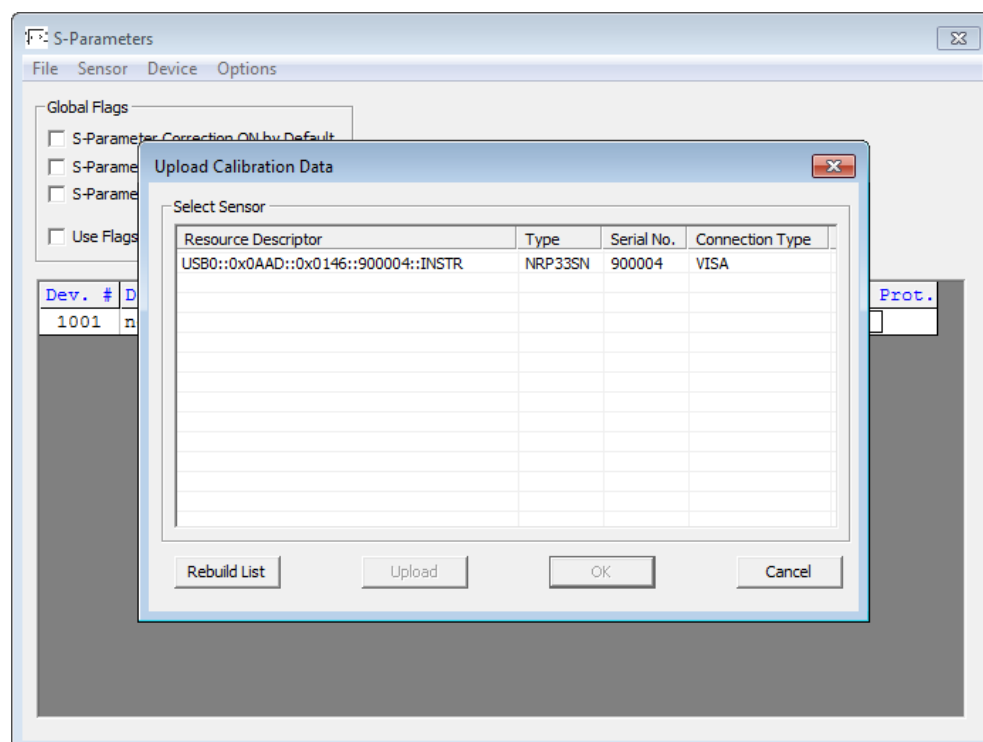 S-Parameters
File Sensor Device Options
Global Flags
S-Parameter Correction ON by Default
S-Parame
S-Parame
Use Flags
Upload Calibration Data
Select Sensor
Resource Descriptor Type Serial No. Connection Type
USB0::0x0AAD::0x0146::900004::INSTR NRP33SN 900004 VISA
Dev. # D Prot.
1001 n
Rebuild List Upload OK Cancel